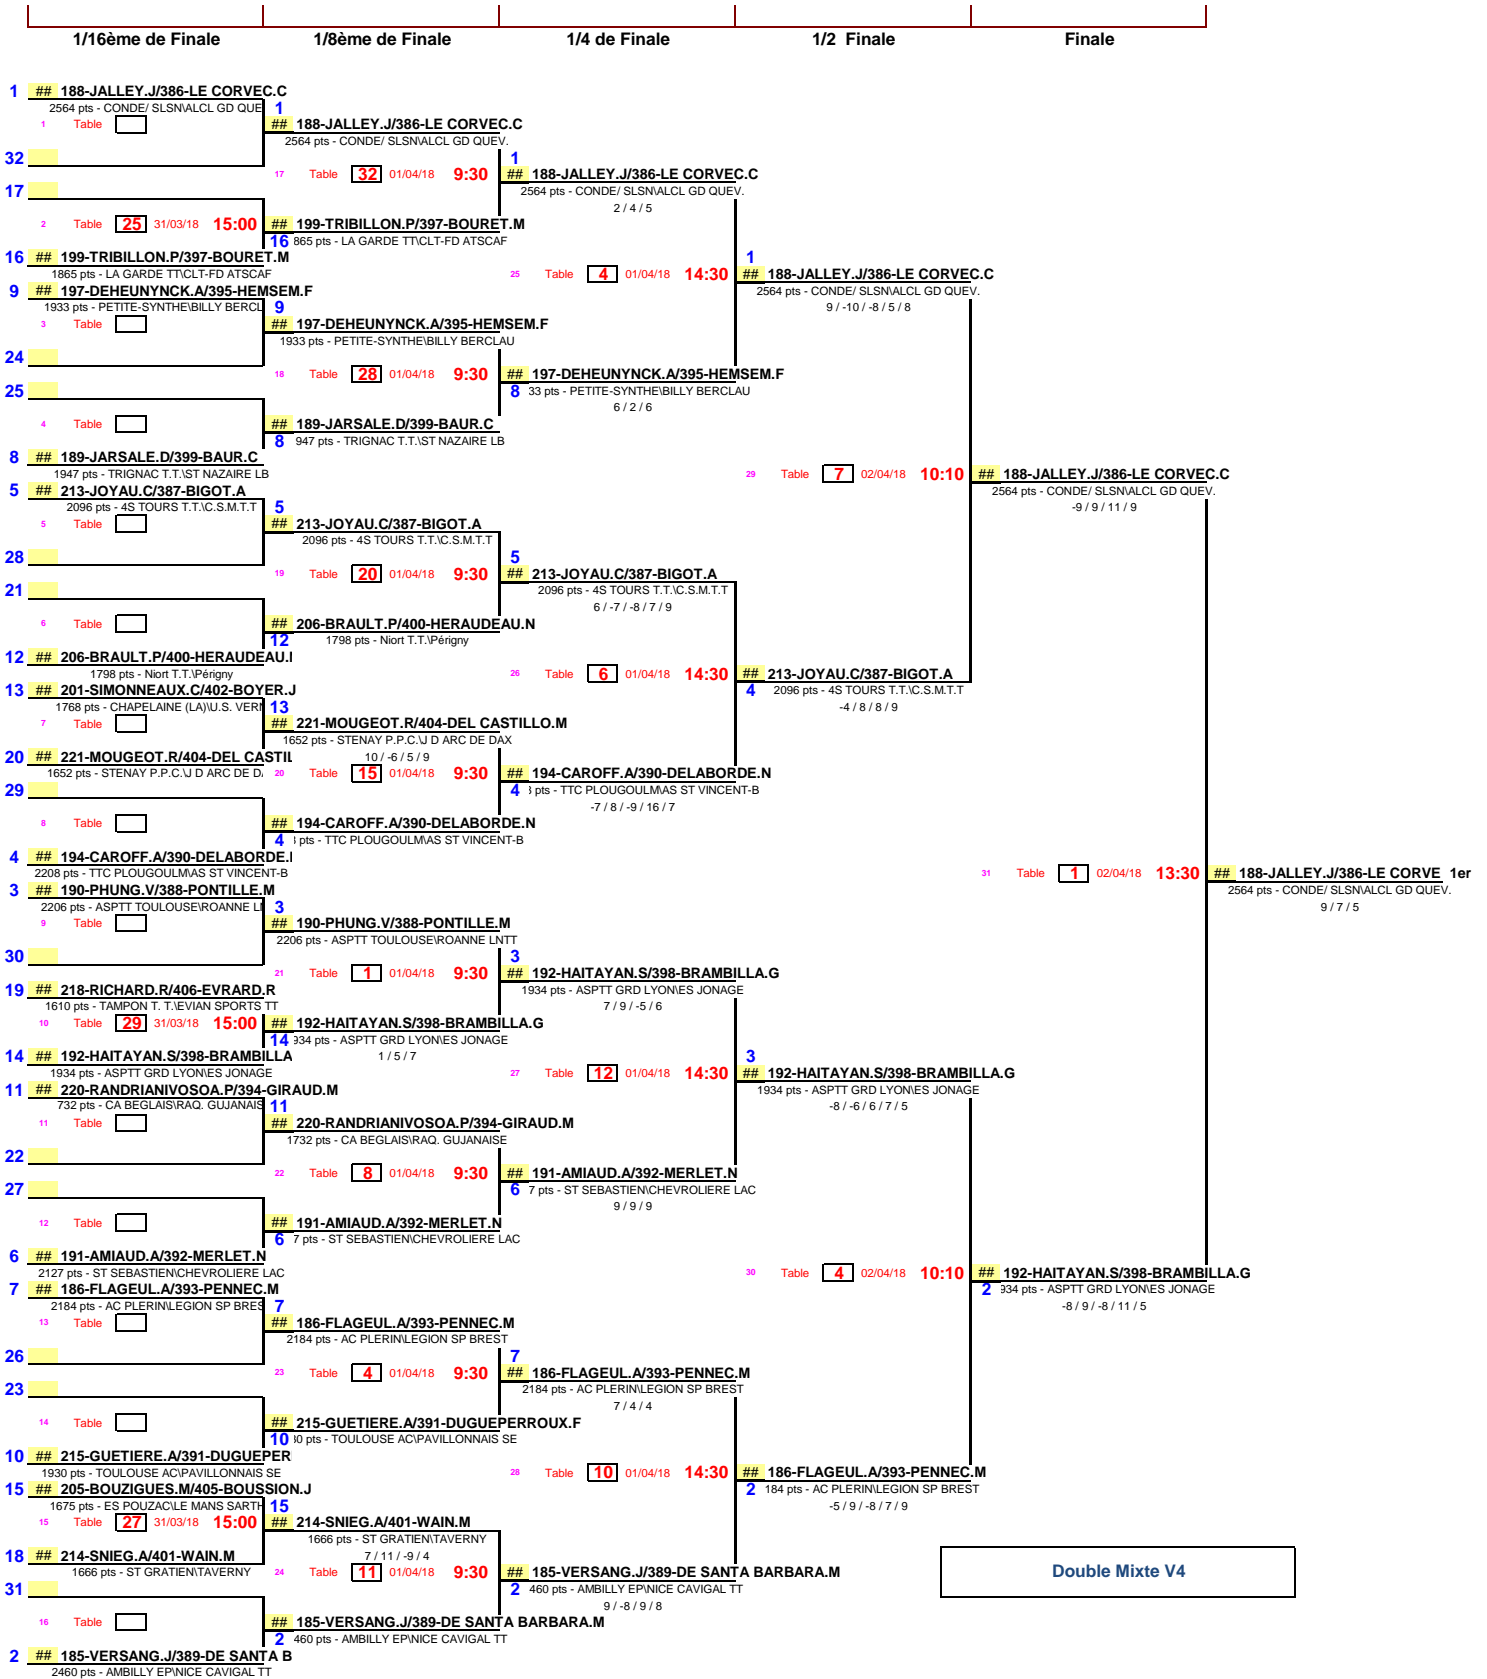 1/16ème de Finale
1/8ème de Finale
1/4 de Finale
1/2 Finale
Finale
1 ## 188-JALLEY.J/386-LE CORVEC.C
2564 pts - CONDE/ SLSN\ALCL GD QUE
1 Table
32
17
2 Table 25 31/03/18 15:00
16 ## 199-TRIBILLON.P/397-BOURET.M
1865 pts - LA GARDE TT\CLT-FD ATSCAF
9 ## 197-DEHEUNYNCK.A/395-HEMSEM.F
1933 pts - PETITE-SYNTHE\BILLY BERCL
3 Table
24
25
4 Table
8 ## 189-JARSALE.D/399-BAUR.C
1947 pts - TRIGNAC T.T.\ST NAZAIRE LB
5 ## 213-JOYAU.C/387-BIGOT.A
2096 pts - 4S TOURS T.T.\C.S.M.T.T
5 Table
28
21
6 Table
12 ## 206-BRAULT.P/400-HERAUDEAU.
1798 pts - Niort T.T.\Périgny
13 ## 201-SIMONNEAUX.C/402-BOYER.J
1768 pts - CHAPELAINE (LA)\U.S. VER
7 Table
20 ## 221-MOUGEOT.R/404-DEL CASTIL
1652 pts - STENAY P.P.C.\J D ARC DE D
29
8 Table
4 ## 194-CAROFF.A/390-DELABORDE.
2208 pts - TTC PLOUGOULM\AS ST VINCENT-B
3 ## 190-PHUNG.V/388-PONTILLE.M
2206 pts - ASPTT TOULOUSE\ROANNE L
9 Table
30
19 ## 218-RICHARD.R/406-EVRARD.R
1610 pts - TAMPON T. T.\EVIAN SPORTS TT
10 Table 29 31/03/18 15:00
14 ## 192-HAITAYAN.S/398-BRAMBILLA
1934 pts - ASPTT GRD LYON\ES JONAGE
11 ## 220-RANDRIANIVOSOA.P/394-GIRAUD.M
732 pts - CA BEGLAIS\RAQ. GUJANAIS
11 Table
22
27
12 Table
6 ## 191-AMIAUD.A/392-MERLET.N
2127 pts - ST SEBASTIEN\CHEVROLIERE LAC
7 ## 186-FLAGEUL.A/393-PENNEC.M
2184 pts - AC PLERIN\LEGION SP BRES
13 Table
26
23
14 Table
10 ## 215-GUETIERE.A/391-DUGUEPER
1930 pts - TOULOUSE AC\PAVILLONNAIS SE
15 ## 205-BOUZIGUES.M/405-BOUSSION.J
1675 pts - ES POUZAC\LE MANS SARTH
15 Table 27 31/03/18 15:00
18 ## 214-SNIEG.A/401-WAIN.M
1666 pts - ST GRATIEN\TAVERNY
31
16 Table
2 ## 185-VERSANG.J/389-DE SANTA B
2460 pts - AMBILLY EP\NICE CAVIGAL TT
1
## 188-JALLEY.J/386-LE CORVEC.C
2564 pts - CONDE/ SLSN\ALCL GD QUEV.
17 Table 32 01/04/18 9:30
## 199-TRIBILLON.P/397-BOURET.M
16 865 pts - LA GARDE TT\CLT-FD ATSCAF
9
## 197-DEHEUNYNCK.A/395-HEMSEM.F
1933 pts - PETITE-SYNTHE\BILLY BERCLAU
18 Table 28 01/04/18 9:30
## 189-JARSALE.D/399-BAUR.C
8 947 pts - TRIGNAC T.T.\ST NAZAIRE LB
5
## 213-JOYAU.C/387-BIGOT.A
2096 pts - 4S TOURS T.T.\C.S.M.T.T
19 Table 20 01/04/18 9:30
## 206-BRAULT.P/400-HERAUDEAU.N
12 1798 pts - Niort T.T.\Périgny
13
## 221-MOUGEOT.R/404-DEL CASTILLO.M
1652 pts - STENAY P.P.C.\J D ARC DE DAX
10 / -6 / 5 / 9
20 Table 15 01/04/18 9:30
## 194-CAROFF.A/390-DELABORDE.N
4 pts - TTC PLOUGOULM\AS ST VINCENT-B
3
## 190-PHUNG.V/388-PONTILLE.M
2206 pts - ASPTT TOULOUSE\ROANNE LNTT
21 Table 1 01/04/18 9:30
## 192-HAITAYAN.S/398-BRAMBILLA.G
14 934 pts - ASPTT GRD LYON\ES JONAGE
1 / 5 / 7
11
## 220-RANDRIANIVOSOA.P/394-GIRAUD.M
1732 pts - CA BEGLAIS\RAQ. GUJANAISE
22 Table 8 01/04/18 9:30
## 191-AMIAUD.A/392-MERLET.N
6 7 pts - ST SEBASTIEN\CHEVROLIERE LAC
7
## 186-FLAGEUL.A/393-PENNEC.M
2184 pts - AC PLERIN\LEGION SP BREST
23 Table 4 01/04/18 9:30
## 215-GUETIERE.A/391-DUGUEPERROUX.F
10 30 pts - TOULOUSE AC\PAVILLONNAIS SE
15
## 214-SNIEG.A/401-WAIN.M
1666 pts - ST GRATIEN\TAVERNY
7 / 11 / -9 / 4
24 Table 11 01/04/18 9:30
## 185-VERSANG.J/389-DE SANTA BARBARA.M
2 460 pts - AMBILLY EP\NICE CAVIGAL TT
1
## 188-JALLEY.J/386-LE CORVEC.C
2564 pts - CONDE/ SLSN\ALCL GD QUEV.
2 / 4 / 5
25 Table 4 01/04/18 14:30
## 197-DEHEUNYNCK.A/395-HEMSEM.F
8 33 pts - PETITE-SYNTHE\BILLY BERCLAU
6 / 2 / 6
5
## 213-JOYAU.C/387-BIGOT.A
2096 pts - 4S TOURS T.T.\C.S.M.T.T
6 / -7 / -8 / 7 / 9
26 Table 6 01/04/18 14:30
## 194-CAROFF.A/390-DELABORDE.N
4 pts - TTC PLOUGOULM\AS ST VINCENT-B
-7 / 8 / -9 / 16 / 7
3
## 192-HAITAYAN.S/398-BRAMBILLA.G
1934 pts - ASPTT GRD LYON\ES JONAGE
7 / 9 / -5 / 6
27 Table 12 01/04/18 14:30
## 191-AMIAUD.A/392-MERLET.N
6 7 pts - ST SEBASTIEN\CHEVROLIERE LAC
9 / 9 / 9
7
## 186-FLAGEUL.A/393-PENNEC.M
2184 pts - AC PLERIN\LEGION SP BREST
7 / 4 / 4
28 Table 10 01/04/18 14:30
## 185-VERSANG.J/389-DE SANTA BARBARA.M
2 460 pts - AMBILLY EP\NICE CAVIGAL TT
9 / -8 / 9 / 8
1
## 188-JALLEY.J/386-LE CORVEC.C
2564 pts - CONDE/ SLSN\ALCL GD QUEV.
9 / -10 / -8 / 5 / 8
29 Table 7 02/04/18 10:10
## 213-JOYAU.C/387-BIGOT.A
4 2096 pts - 4S TOURS T.T.\C.S.M.T.T
-4 / 8 / 8 / 9
3
## 192-HAITAYAN.S/398-BRAMBILLA.G
1934 pts - ASPTT GRD LYON\ES JONAGE
-8 / -6 / 6 / 7 / 5
30 Table 4 02/04/18 10:10
## 186-FLAGEUL.A/393-PENNEC.M
2 184 pts - AC PLERIN\LEGION SP BREST
-5 / 9 / -8 / 7 / 9
## 188-JALLEY.J/386-LE CORVEC.C
2564 pts - CONDE/ SLSN\ALCL GD QUEV.
-9 / 9 / 11 / 9
31 Table 1 02/04/18 13:30
## 192-HAITAYAN.S/398-BRAMBILLA.G
2 934 pts - ASPTT GRD LYON\ES JONAGE
-8 / 9 / -8 / 11 / 5
## 188-JALLEY.J/386-LE CORVE 1er
2564 pts - CONDE/ SLSN\ALCL GD QUEV.
9 / 7 / 5
Double Mixte V4